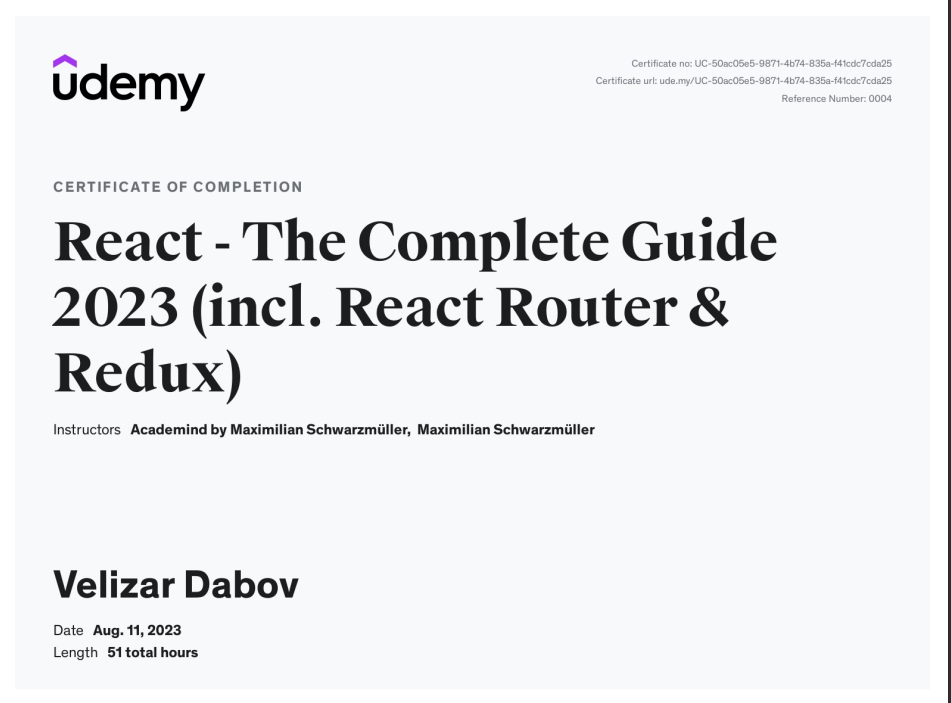 udemy
Certificate no: UC-50ac05e5-9871-4b74-835a-f41cdc7cda25
Certificate url: ude.my/UC-50ac05e5-9871-4b74-835a-f41cdc7cda25
Reference Number: 0004
CERTIFICATE OF COMPLETION
React - The Complete Guide
2023 (incl. React Router &
Redux)
Instructors Academind by Maximilian Schwarzmüller, Maximilian Schwarzmüller
Velizar Dabov
Date Aug. 11, 2023
Length 51 total hours